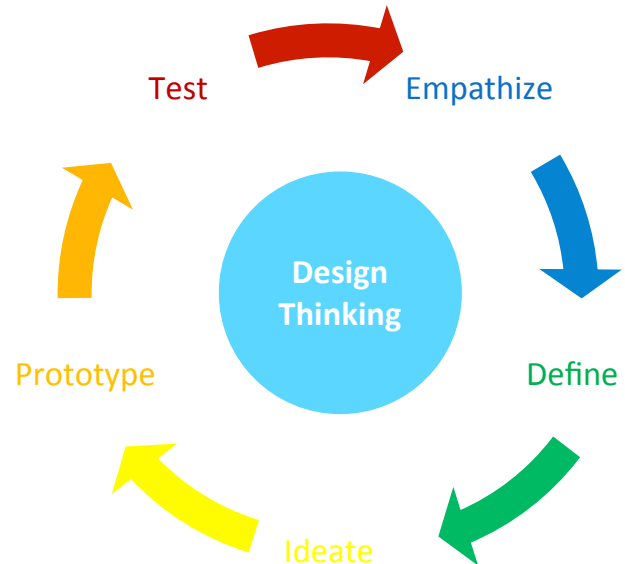 Test
Empathize
Design
Thinking
Prototype
Define
Ideate